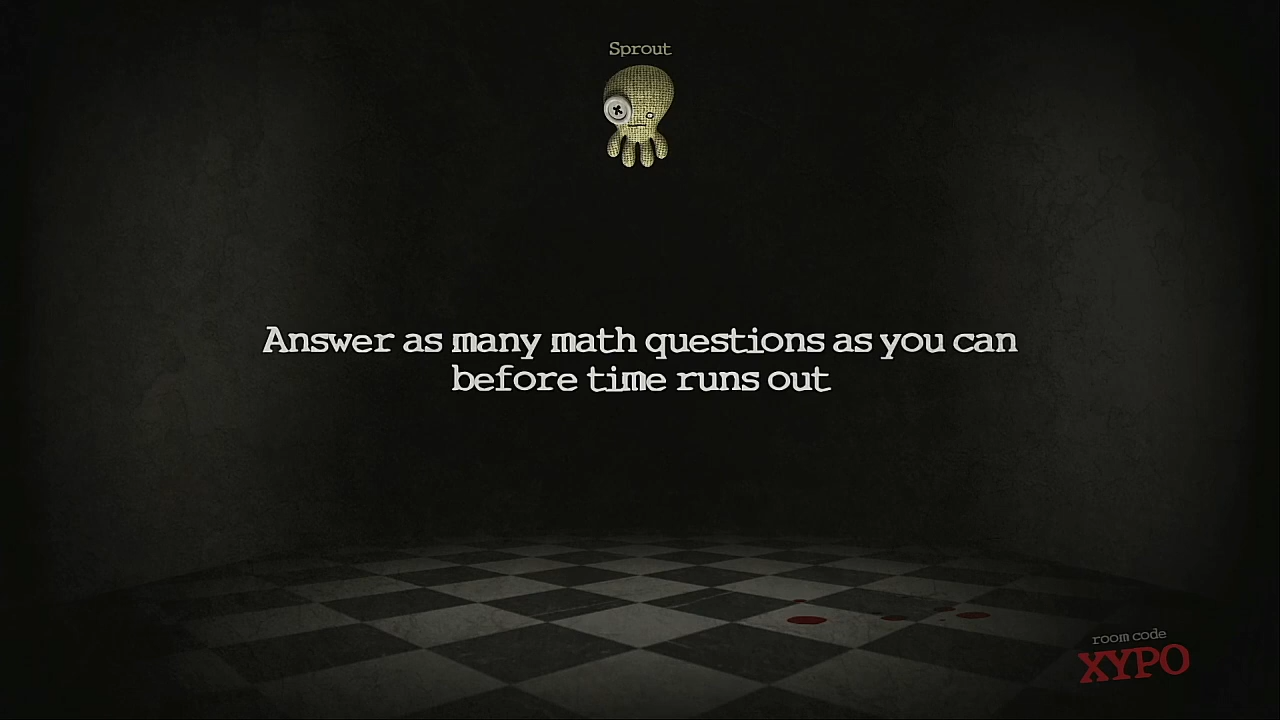 Sprout
Answer as many math questions as you can
before time runs out
room code
XYPO